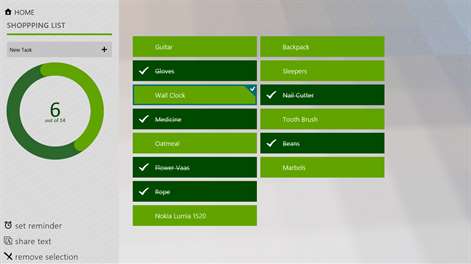 HOME
SHOPPPING LIST
New Task
6
out of 14
set reminder
share text
remove selection
Guitar
Gloves
Wall Clock
Medicine
Oatmeal
Flower Vaas
Rope
Nokia Lumia 1520
Backpack
Sleepers
Nail Cutter
Tooth Brush
Beans
Marbols